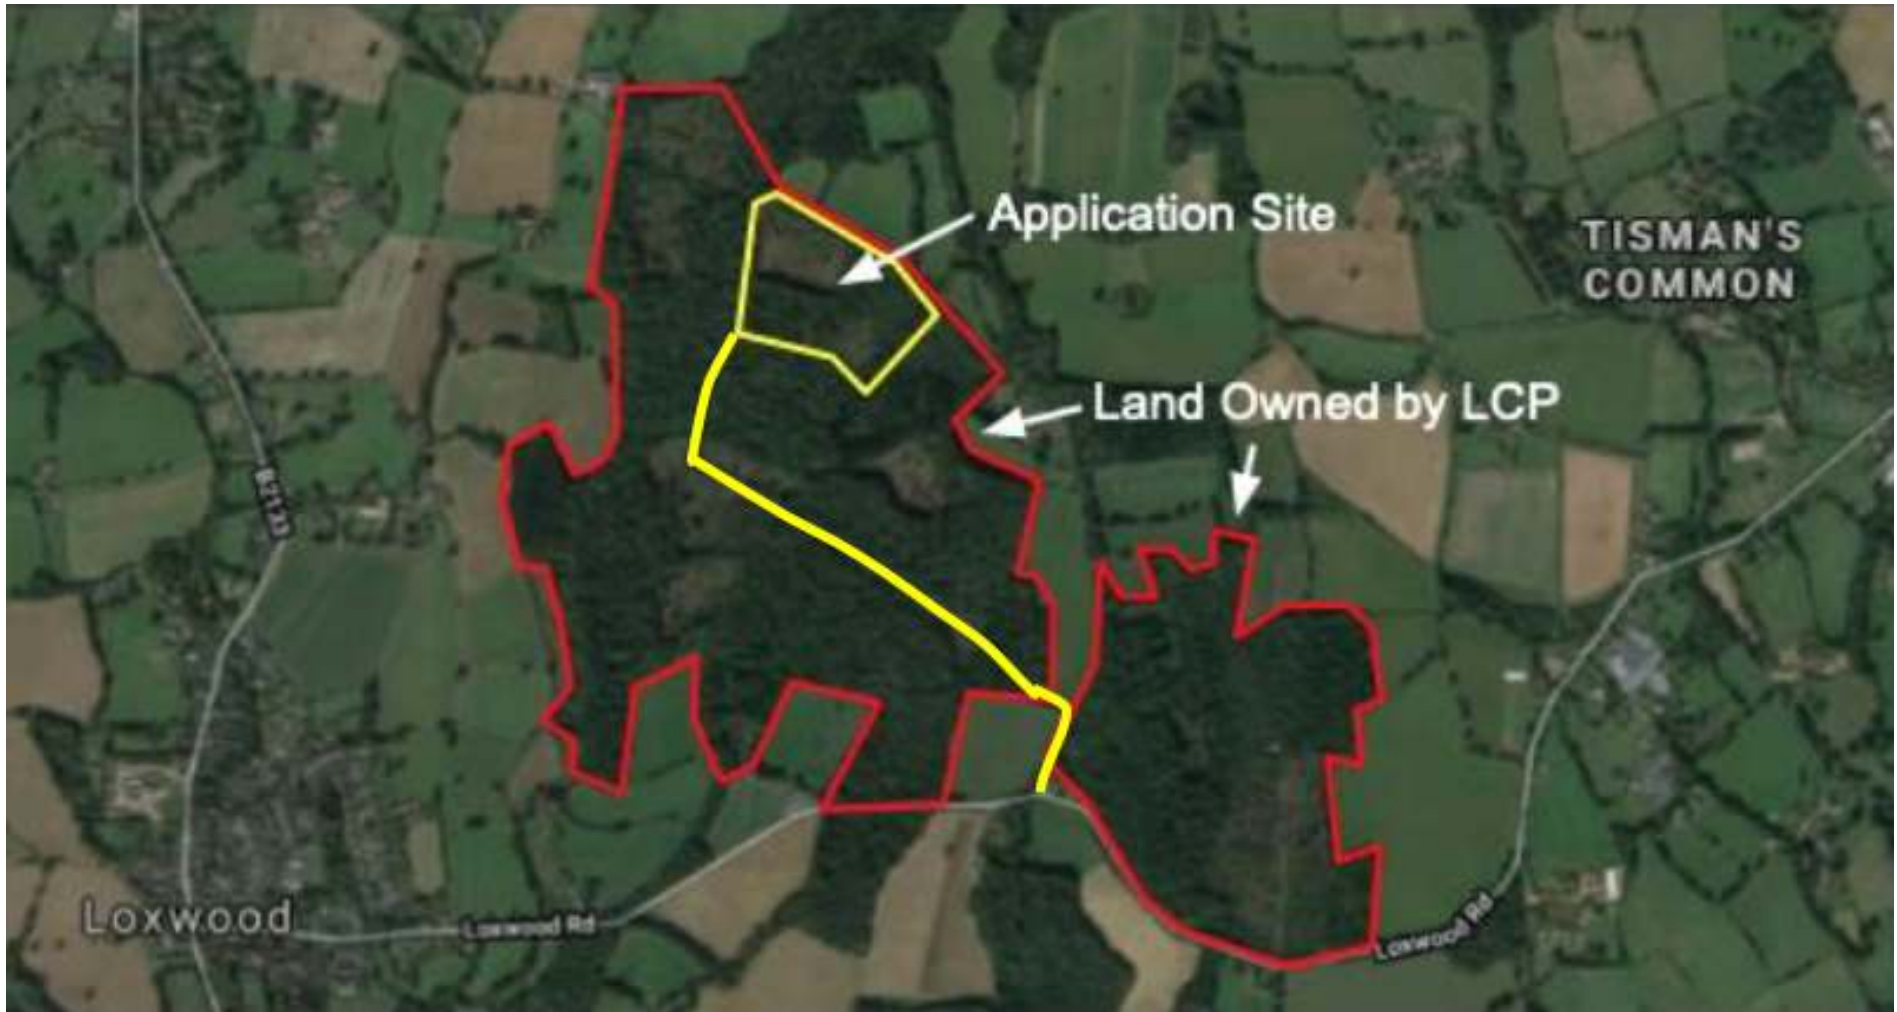 Application Site
TISMAN'S
COMMON
Land Owned by LCP
B2133
Loxwood
Loxwood Rd
Loxwood Rd